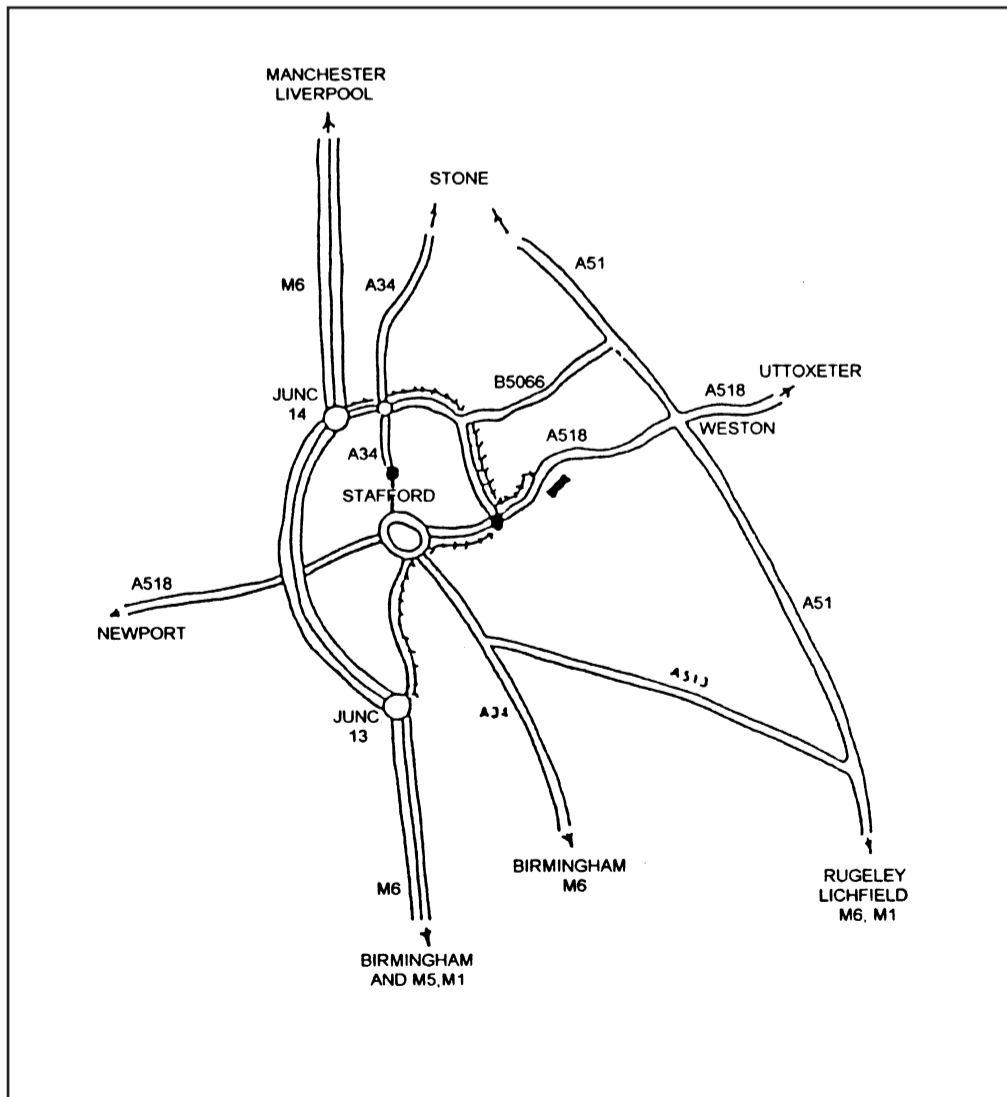 MANCHESTER
LIVERPOOL
STONE
A51
M6
A34
UTTOXETER
B5066
A518
JUNC
14
WESTON
A518
A34
STAFFORD
A518
A51
NEWPORT
A513
A34
JUNC
13
BIRMINGHAM
M6
RUGELEY
LICHFIELD
M6, M1
M6
BIRMINGHAM
AND M5,M1